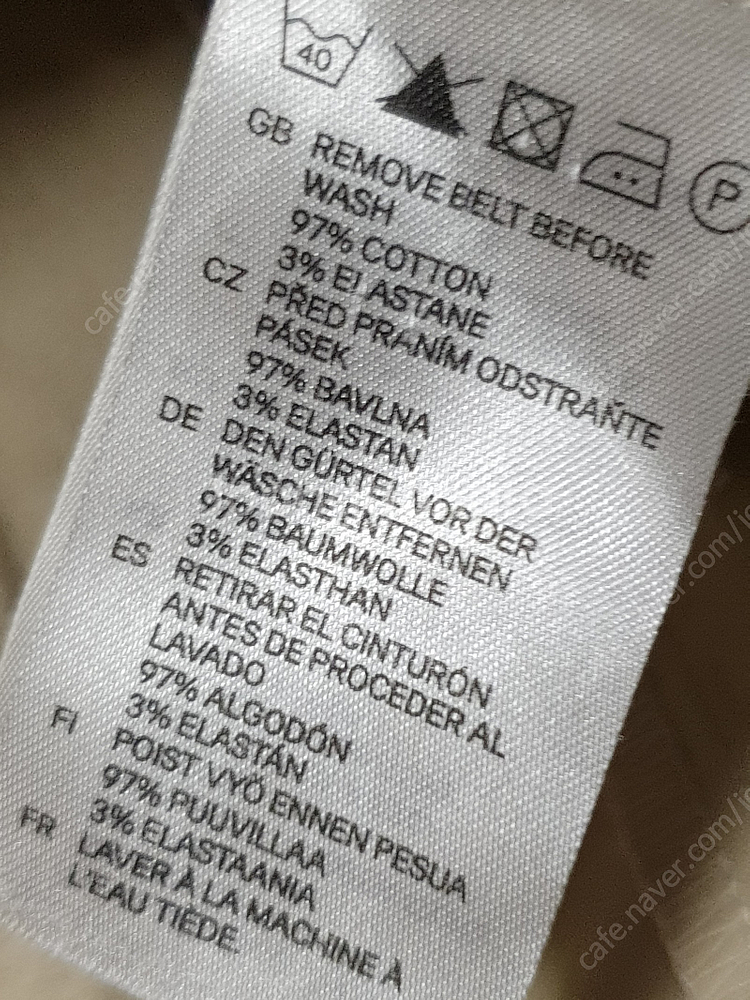 40
P
GB REMOVE BELT BEFORE
WASH
97% COTTON
3% ELASTANE
CZ PŘED PRANÍM ODSTRAŇTE
PÁSEK
97% BAVLNA
3% ELASTAN
DE DEN GÜRTEL VOR DER
WÄSCHE ENTFERNEN
97% BAUMWOLLE
3% ELASTHAN
ES RETIRAR EL CINTURÓN
ANTES DE PROCEDER AL
LAVADO
97% ALGODÓN
3% ELASTÁN
FI POIST VYÖ ENNEN PESUA
97% PUUVILLAA
3% ELASTAANIA
FR LAVER À LA MACHINE À
L'EAU TIÈDE.
cafe.naver.com/